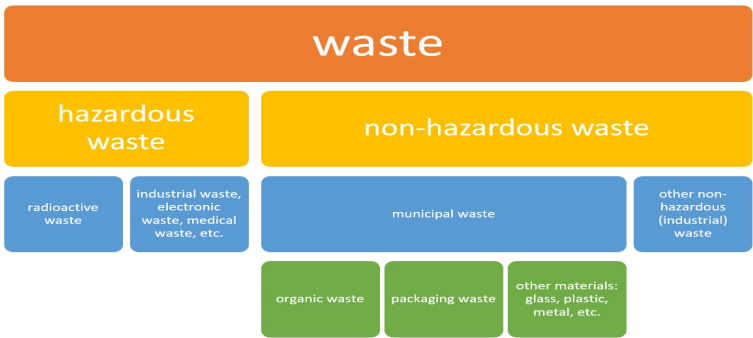 waste
hazardous
waste
non-hazardous waste
radioactive
waste
industrial waste,
electronic
waste, medical
waste, etc.
municipal waste
other non-
hazardous
(industrial)
waste
organic waste
packaging waste
other materials:
glass, plastic,
metal, etc.